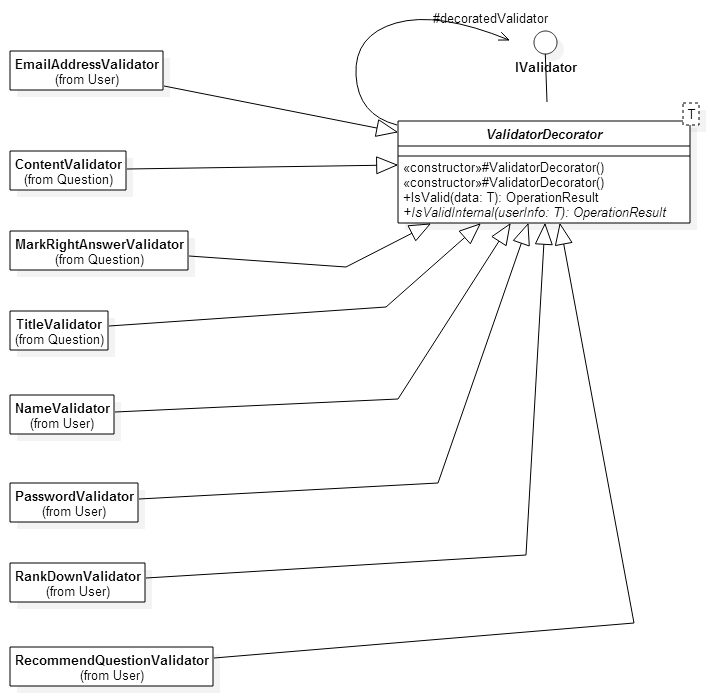 #decoratedValidator
IValidator
EmailAddressValidator
(from User)
T
ValidatorDecorator
«constructor»#ValidatorDecorator()
«constructor»#ValidatorDecorator()
+IsValid(data: T): OperationResult
+IsValidInternal(userInfo: T): OperationResult
ContentValidator
(from Question)
MarkRightAnswerValidator
(from Question)
TitleValidator
(from Question)
NameValidator
(from User)
PasswordValidator
(from User)
RankDownValidator
(from User)
RecommendQuestionValidator
(from User)